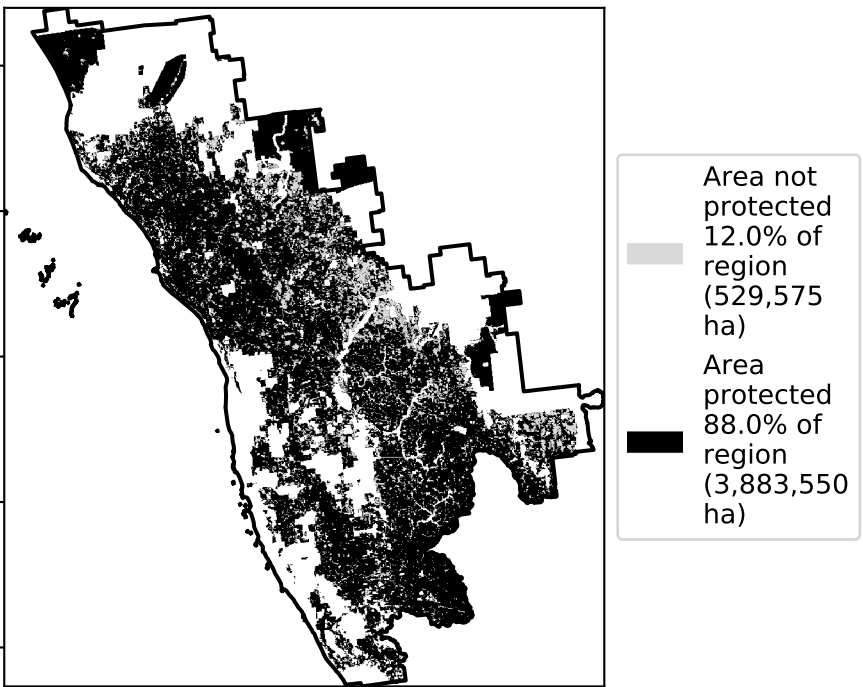 Area not
protected
12.0% of
region
(529,575
ha)
Area
protected
88.0% of
region
(3,883,550
ha)